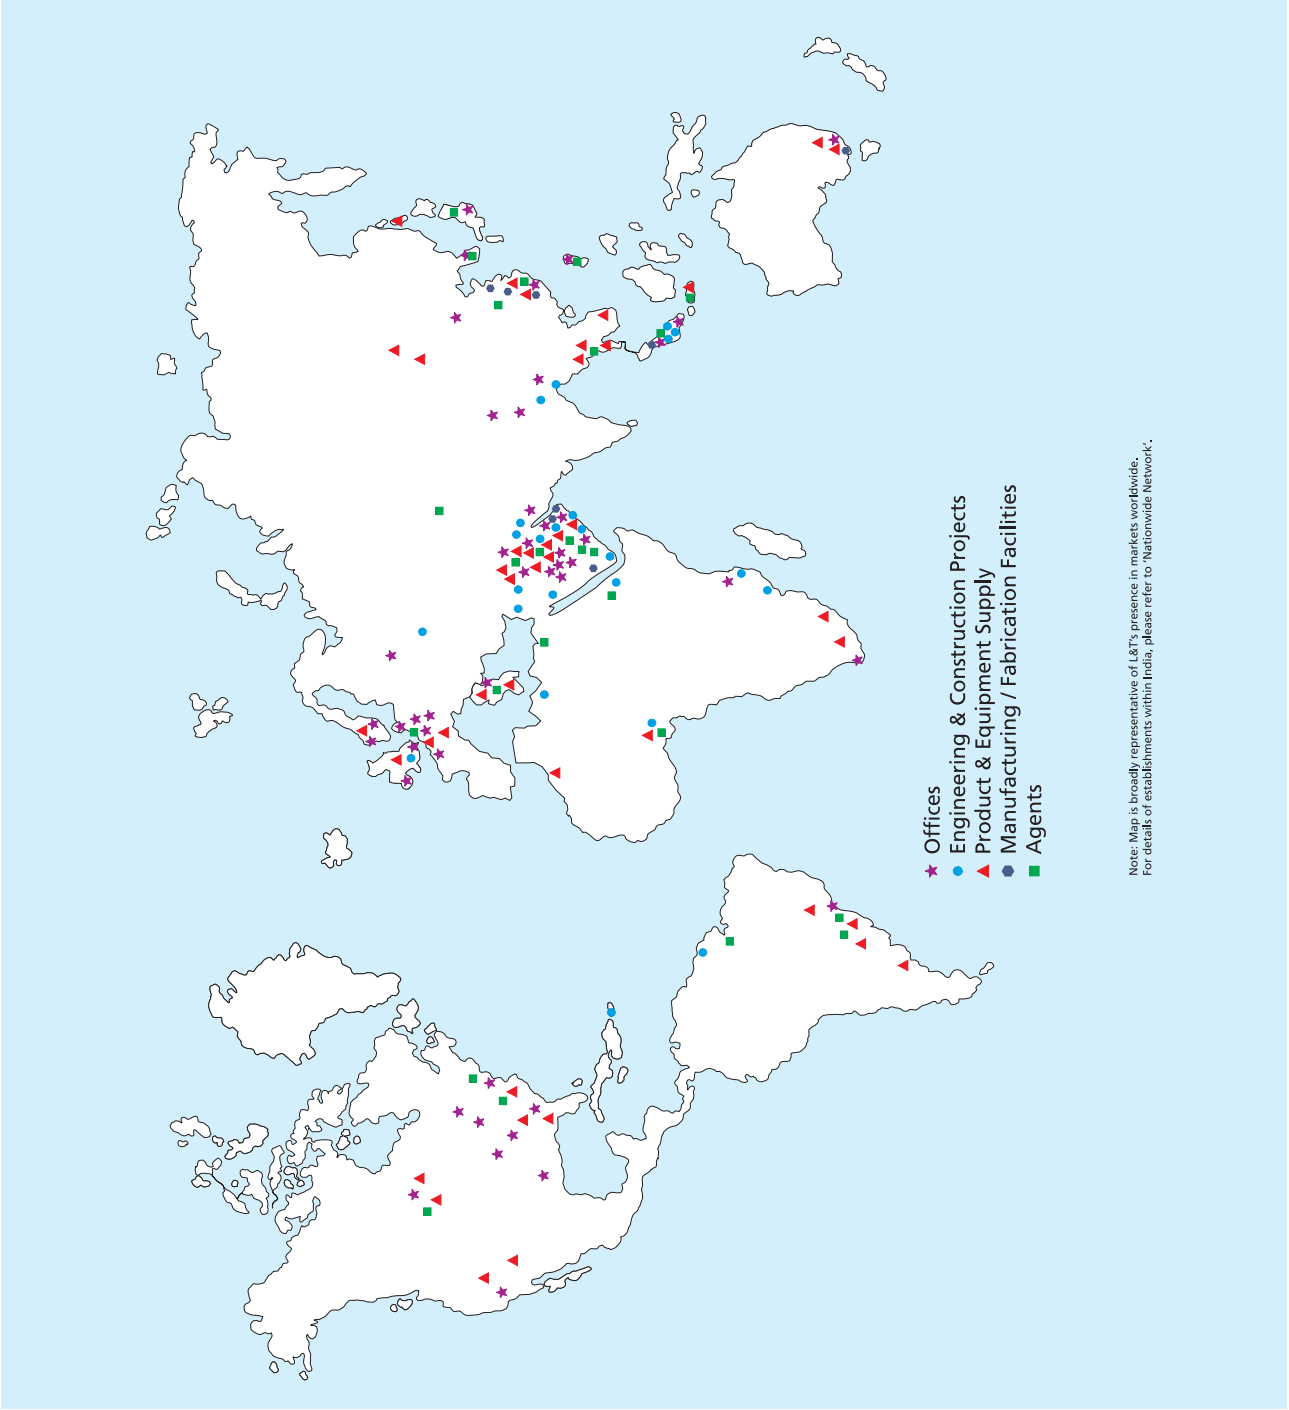 Offices
Engineering & Construction Projects
Product & Equipment Supply
Manufacturing / Fabrication Facilities
Agents
Note: Map is broadly representative of L&T's presence in markets worldwide.
For details of establishments within India, please refer to 'Nationwide Network'.